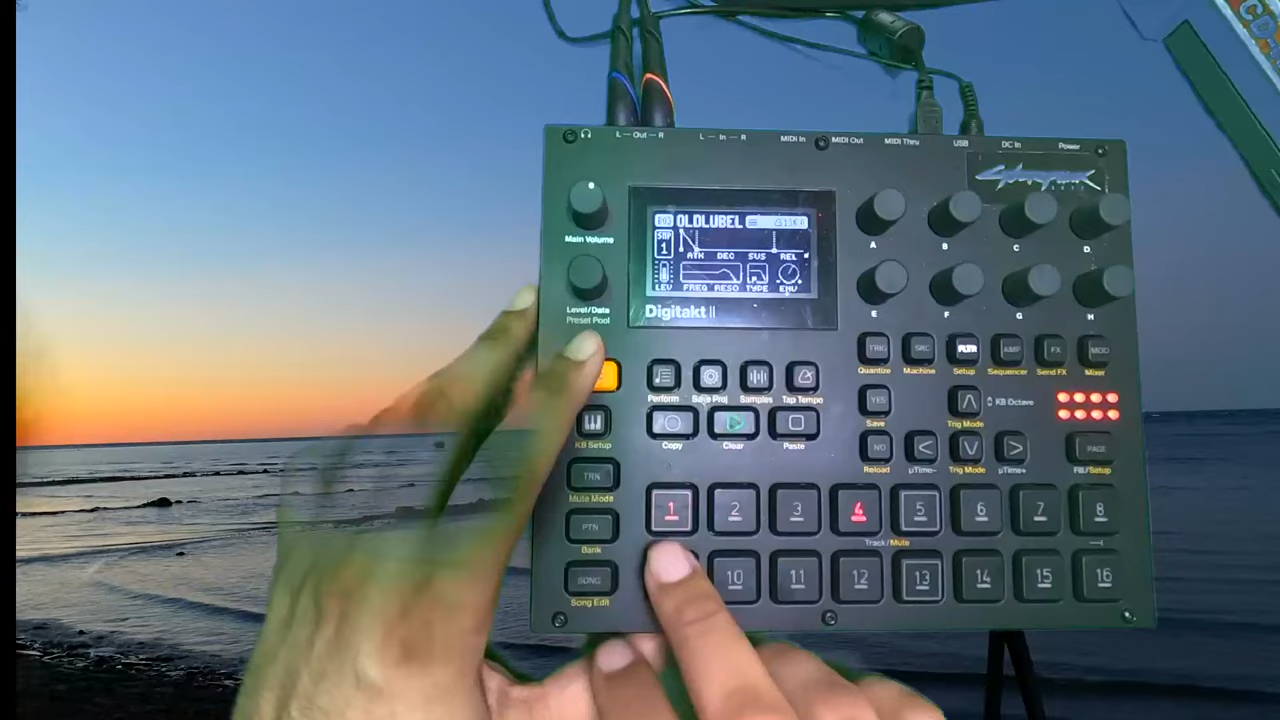 L — Out — R
L — In — R
MIDI In
MIDI Out
MIDI Thru
USB
DC In
Power
CD-
Cyberpunk
Main Volume
Level/Data
Preset Pool
OLDLUBEL
1
ATK DEC SUS REL
LEV FREQ RESO TYPE ENV
Digitakt II
A B C D
E F G H
TRIG SRC FLTR AMP FX MOD
Quantize Machine Setup Sequencer Send FX Mixer
Perform Save Proj Samples Tap Tempo
YES
KB Octave
Save Trig Mode
Copy Clear Paste
KB Setup
NO PAGE
Reload µTime- Trig Mode µTime+ Fill/Setup
TRK
Mute Mode
1 2 3 4 5 6 7 8
PTN
Track/Mute
Bank
SONG
10 11 12 13 14 15 16
Song Edit